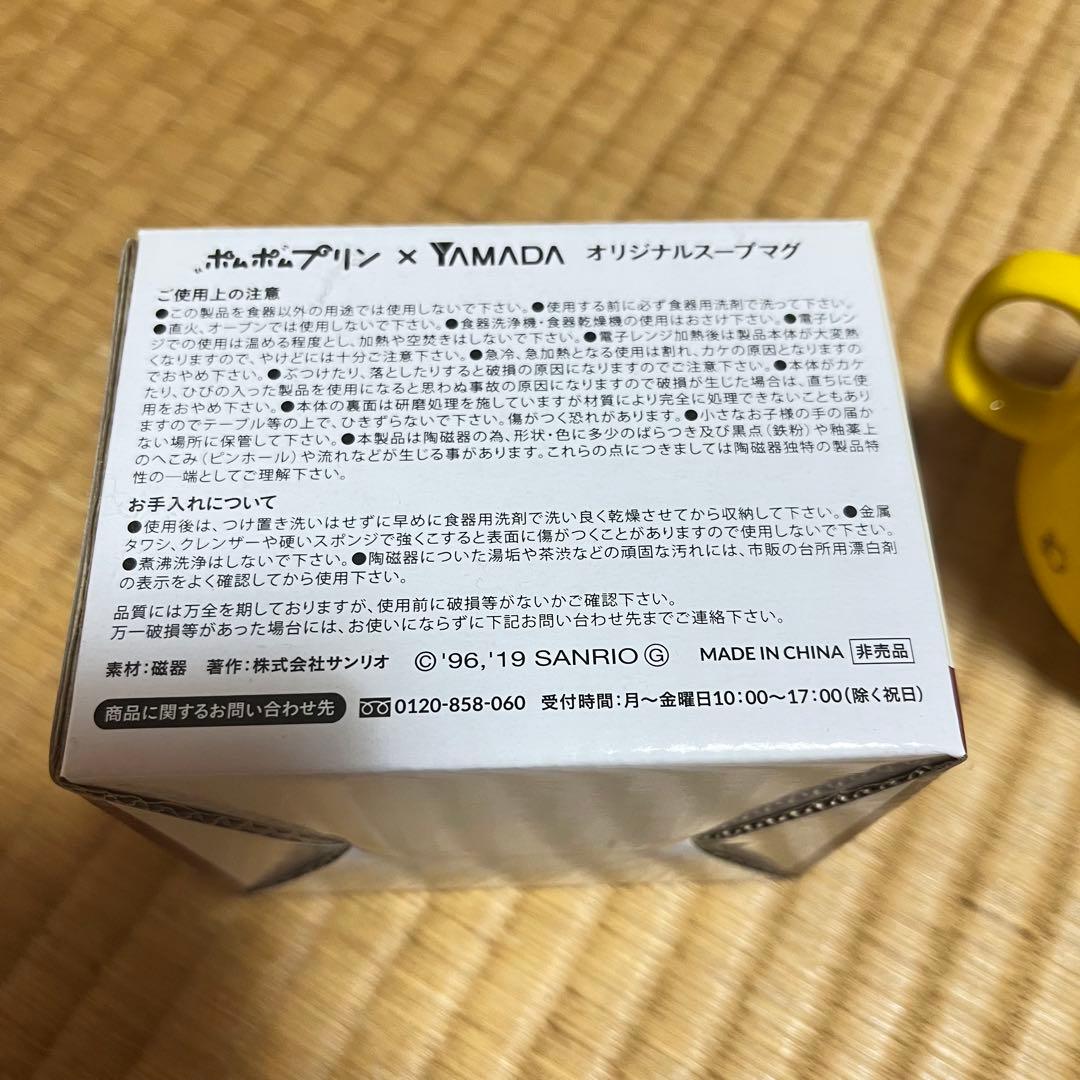 ポムポムプリン × YAMADA オリジナルスープマグ
ご使用上の注意
●この製品を食器以外の用途では使用しないで下さい。●使用する前に必ず食器用洗剤で洗って下さい。
●直火、オーブンでは使用しないで下さい。●食器洗浄機・食器乾燥機の使用はおさけ下さい。●電子レン
ジでの使用は温める程度とし、加熱や空焚きはしないで下さい。●電子レンジ加熱後は製品本体が大変熱
くなりますので、やけどには十分ご注意下さい。●急冷、急加熱となる使用は割れ、カケの原因となりますの
でおやめ下さい。●ぶつけたり、落としたりすると破損の原因になりますのでご注意下さい。●本体がカケ
たり、ひびの入った製品を使用になると思わぬ事故の原因になりますので破損が生じた場合は、直ちに使
用をおやめ下さい。●本体の裏面は研磨処理を施していますが材質により完全に処理できないこともあり
ますのでテーブル等の上で、ひきずらないで下さい。傷がつく恐れがあります。●小さなお子様の手の届か
ない場所に保管して下さい。●本製品は陶磁器の為、形状・色に多少のばらつき及び黒点（鉄粉）や釉薬上
のへこみ（ピンホール）や流れなどが生じる事があります。これらの点につきましては陶磁器独特の製品特
性の一端としてご理解下さい。
お手入れについて
●使用後は、つけ置き洗いはせずに早めに食器用洗剤で洗い良く乾燥させてから収納して下さい。●金属
タワシ、クレンザーや硬いスポンジで強くこすると表面に傷がつくことがありますので使用しないで下さい。
●煮沸洗浄はしないで下さい。●陶磁器についた湯垢や茶渋などの頑固な汚れには、市販の台所用漂白剤
の表示をよく確認してから使用下さい。
品質には万全を期しておりますが、使用前に破損等がないかご確認下さい。
万一破損等があった場合には、お使いにならずに下記お問い合わせ先までご連絡下さい。
素材：磁器 著作：株式会社サンリオ ©'96,'19 SANRIO Ⓖ MADE IN CHINA 非売品
商品に関するお問い合わせ先 0120-858-060 受付時間：月〜金曜日10：00〜17：00（除く祝日）